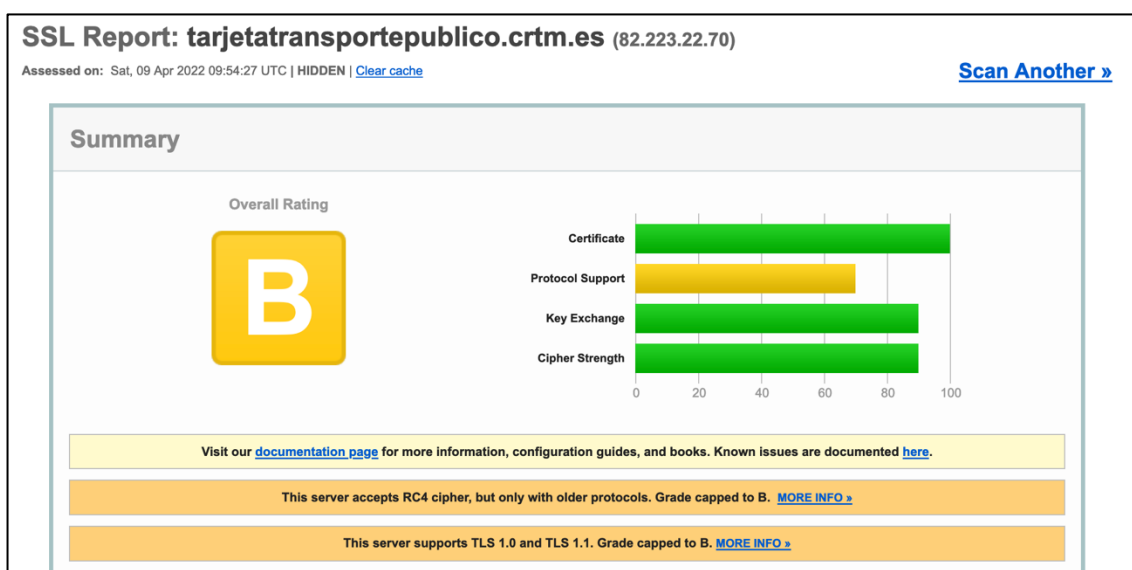 SSL Report: tarjetatransportepublico.crtm.es (82.223.22.70)
Assessed on: Sat, 09 Apr 2022 09:54:27 UTC | HIDDEN | Clear cache
Scan Another »
Summary
Overall Rating
B
Certificate
Protocol Support
Key Exchange
Cipher Strength
0 20 40 60 80 100
Visit our documentation page for more information, configuration guides, and books. Known issues are documented here.
This server accepts RC4 cipher, but only with older protocols. Grade capped to B. MORE INFO »
This server supports TLS 1.0 and TLS 1.1. Grade capped to B. MORE INFO »